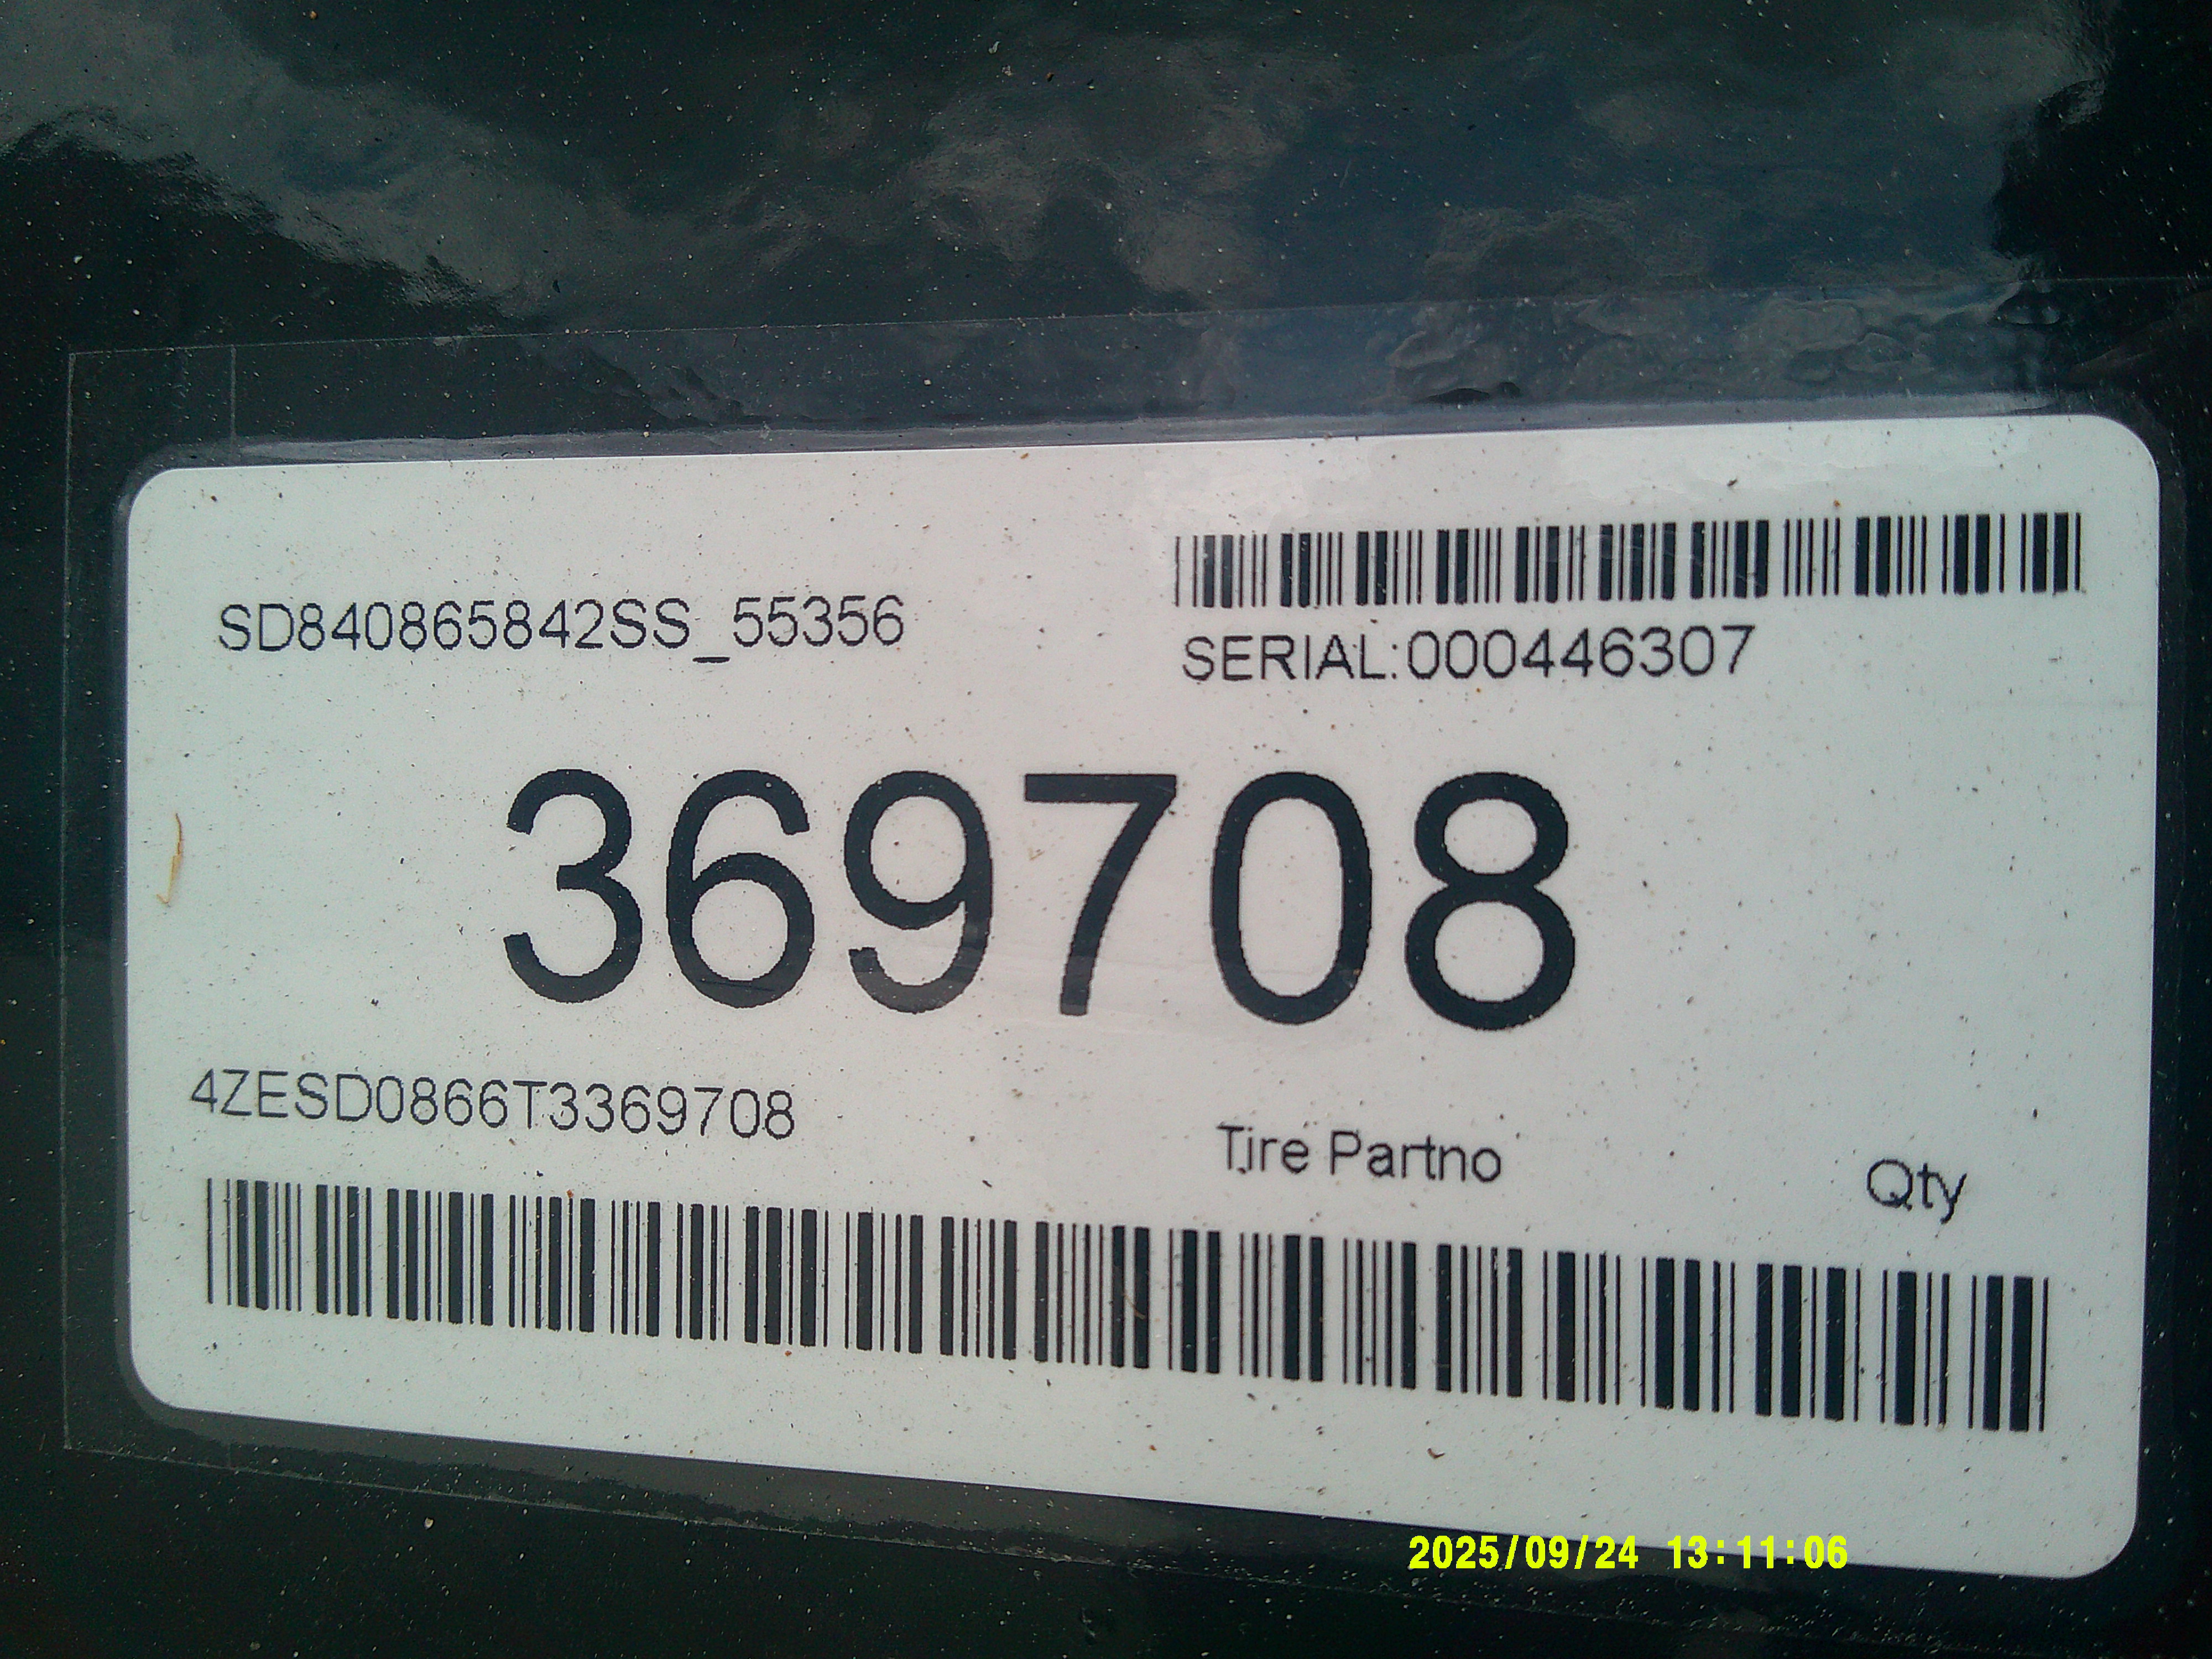 SD840865842SS_55356
SERIAL:000446307
369708
4ZESD0866T3369708
Tire Partno
Qty
2025/09/24 13:11:06